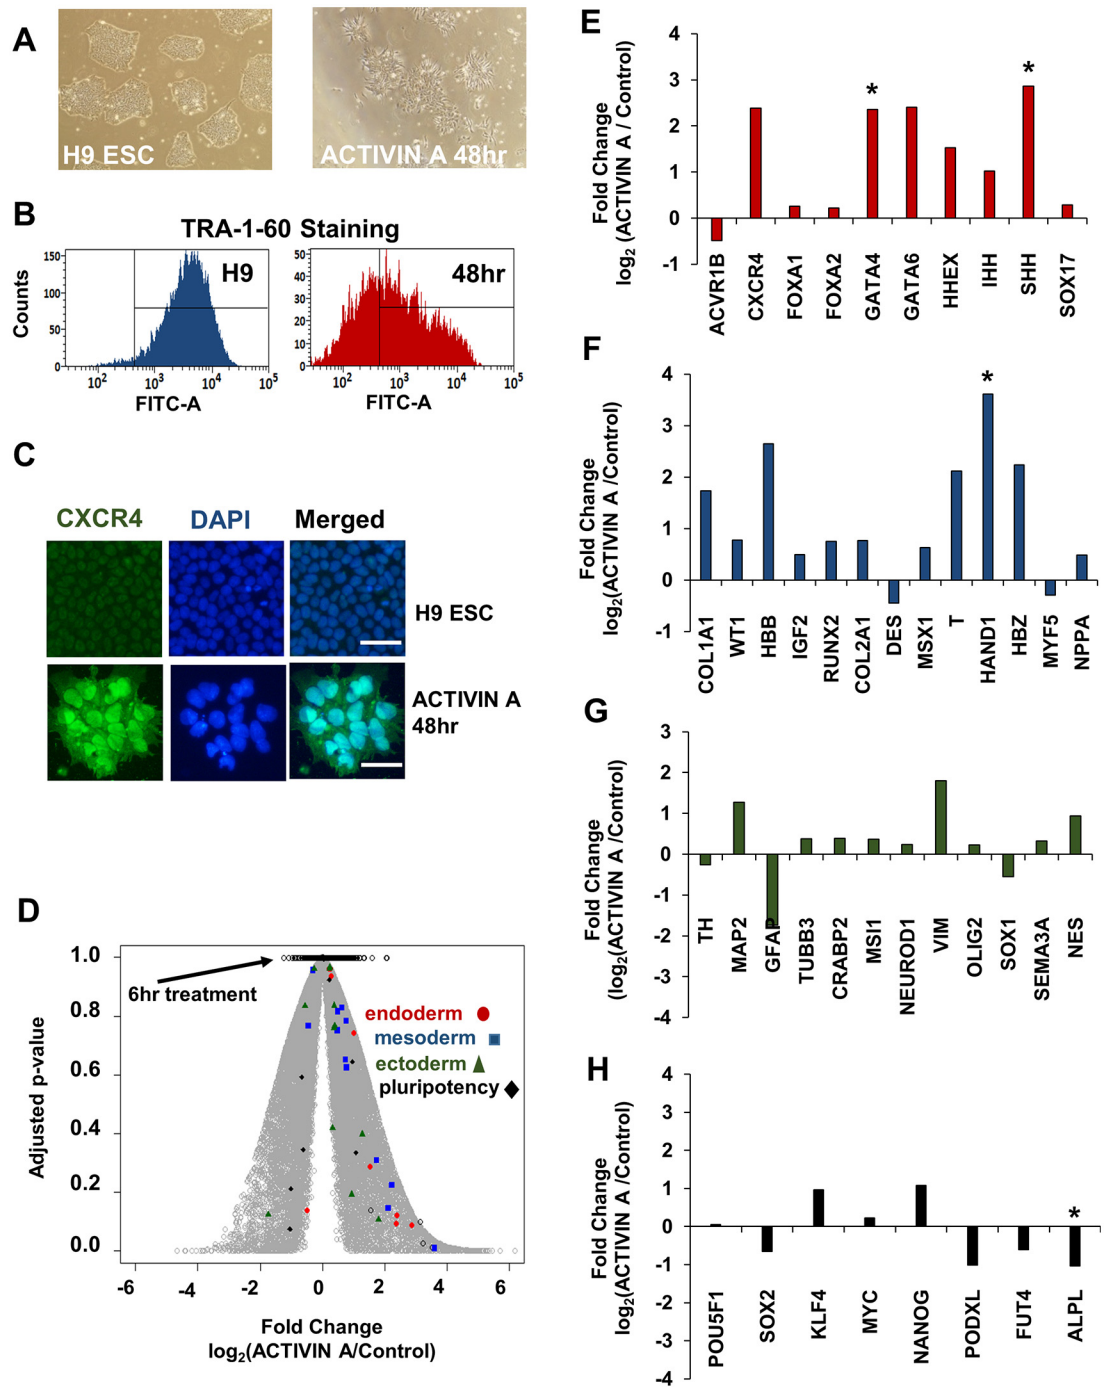 A
H9 ESC
ACTIVIN A 48hr
B
TRA-1-60 Staining
Counts
150
100
50
0
H9
10² 10³ 10⁴ 10⁵
FITC-A
50
40
30
20
10
0
48hr
10² 10³ 10⁴ 10⁵
FITC-A
C
CXCR4 DAPI Merged
H9 ESC
ACTIVIN A
48hr
D
Adjusted p-value
1.0
0.8
0.6
0.4
0.2
0.0
6hr treatment
endoderm
mesoderm
ectoderm
pluripotency
-6 -4 -2 0 2 4 6
Fold Change
log₂(ACTIVIN A/Control)
E
Fold Change
log₂ (ACTIVIN A / Control)
4
3
2
1
0
-1
* *
ACVR1B CXCR4 FOXA1 FOXA2 GATA4 GATA6 HHEX IHH SHH SOX17
F
Fold Change
log₂(ACTIVIN A /Control)
4
3
2
1
0
-1
*
COL1A1 WT1 HBB IGF2 RUNX2 COL2A1 DES MSX1 T HAND1 HBZ MYF5 NPPA
G
Fold Change
(log₂(ACTIVIN A /Control)
3
2
1
0
-1
-2
-3
-4
TH MAP2 GFAP TUBB3 CRABP2 MSI1 NEUROD1 VIM OLIG2 SOX1 SEMA3A NES
H
Fold Change
log₂(ACTIVIN A /Control)
4
3
2
1
0
-1
-2
-3
-4
*
POU5F1 SOX2 KLF4 MYC NANOG PODXL FUT4 ALPL